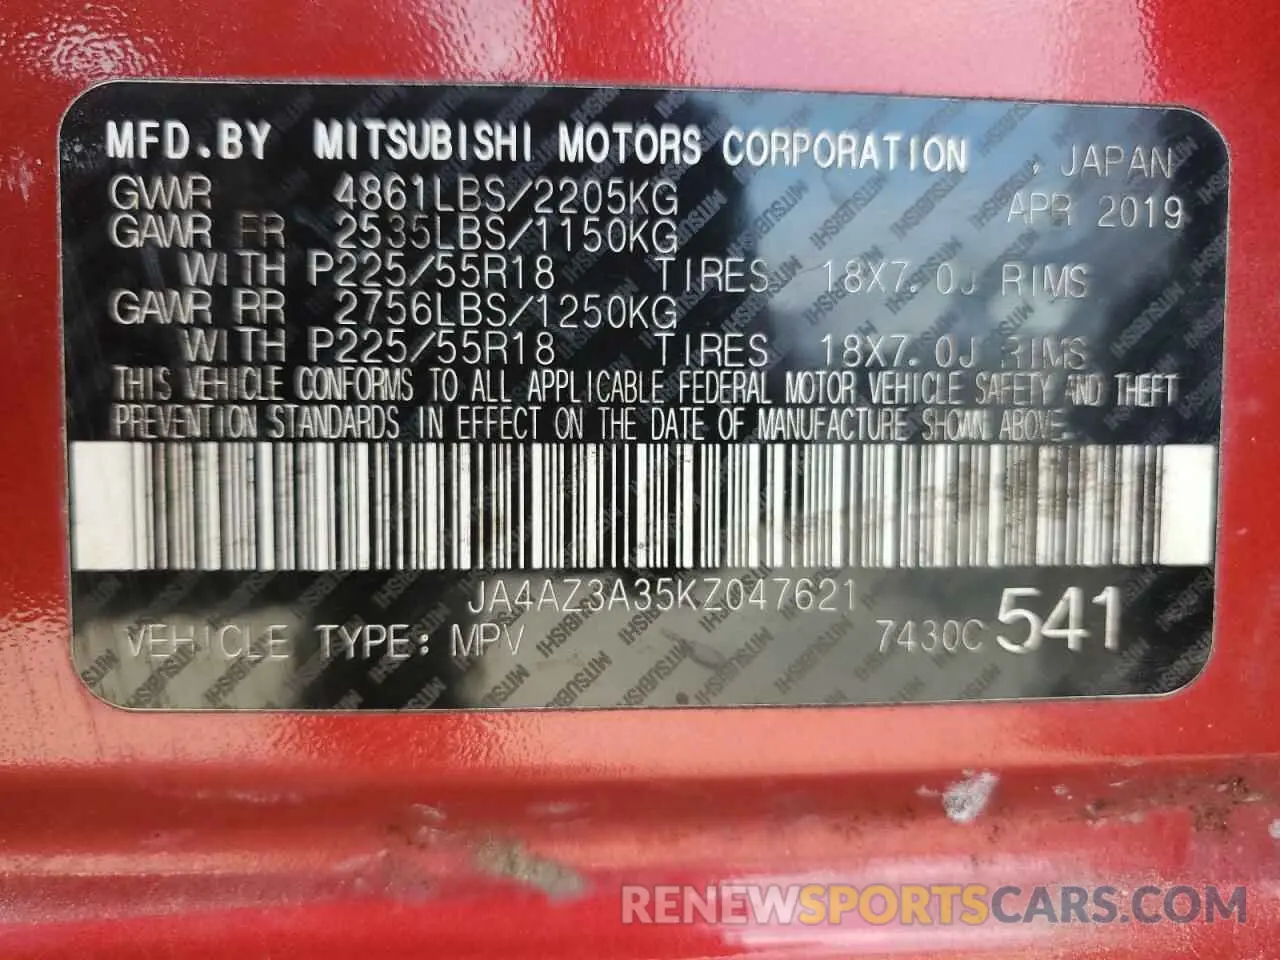 MFD.BY MITSUBISHI MOTORS CORPORATION , JAPAN
GVWR 4861LBS/2205KG APR 2019
GAWR FR 2535LBS/1150KG
WITH P225/55R18 TIRES 18X7.0J RIMS
GAWR RR 2756LBS/1250KG
WITH P225/55R18 TIRES 18X7.0J RIMS
THIS VEHICLE CONFORMS TO ALL APPLICABLE FEDERAL MOTOR VEHICLE SAFETY AND THEFT
PREVENTION STANDARDS IN EFFECT ON THE DATE OF MANUFACTURE SHOWN ABOVE.
JA4AZ3A35KZ047621
VEHICLE TYPE: MPV 7430C 541
RENEWSPORTSCARS.COM